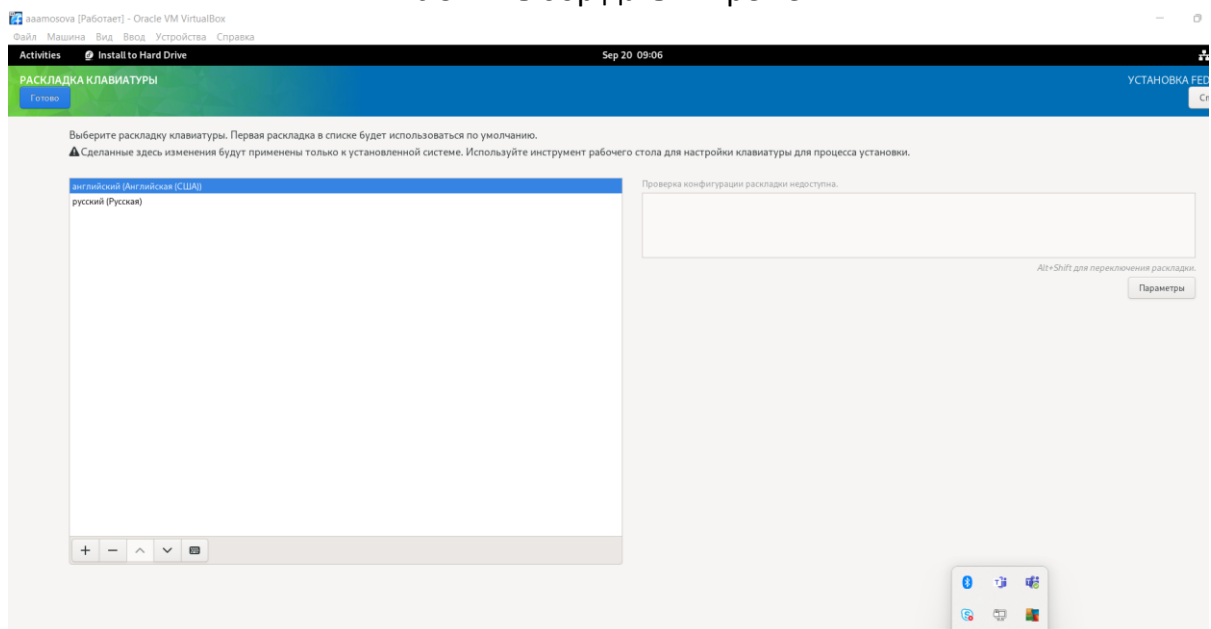 aaamosova [Работает] - Oracle VM VirtualBox
Файл Машина Вид Ввод Устройства Справка
Activities Install to Hard Drive Sep 20 09:06
РАСКЛАДКА КЛАВИАТУРЫ УСТАНОВКА FED
Готово
Выберите раскладку клавиатуры. Первая раскладка в списке будет использоваться по умолчанию.
Сделанные здесь изменения будут применены только к установленной системе. Используйте инструмент рабочего стола для настройки клавиатуры для процесса установки.
английский (Английская (США))
русский (Русская)
Проверка конфигурации раскладки недоступна.
Alt+Shift для переключения раскладки.
Параметры